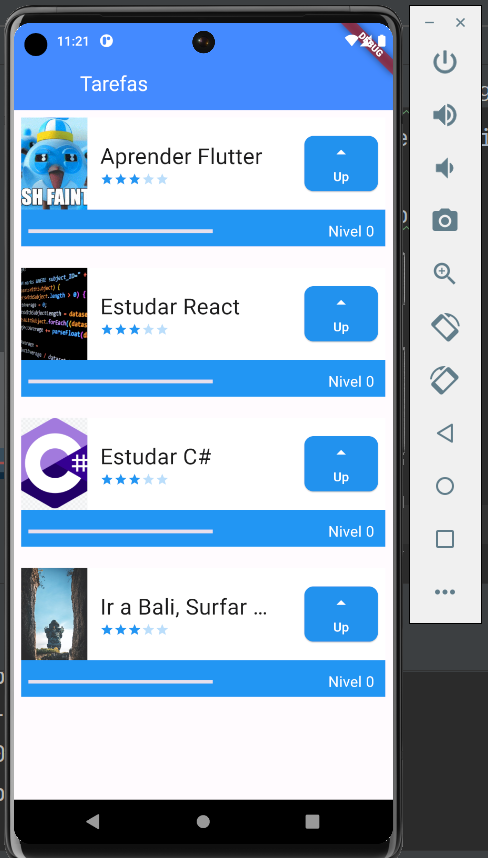 11:21
DEBUG
Tarefas
SH FAINT
Aprender Flutter
Up
Nivel 0
Estudar React
Up
Nivel 0
C#
Estudar C#
Up
Nivel 0
Ir a Bali, Surfar ...
Up
Nivel 0